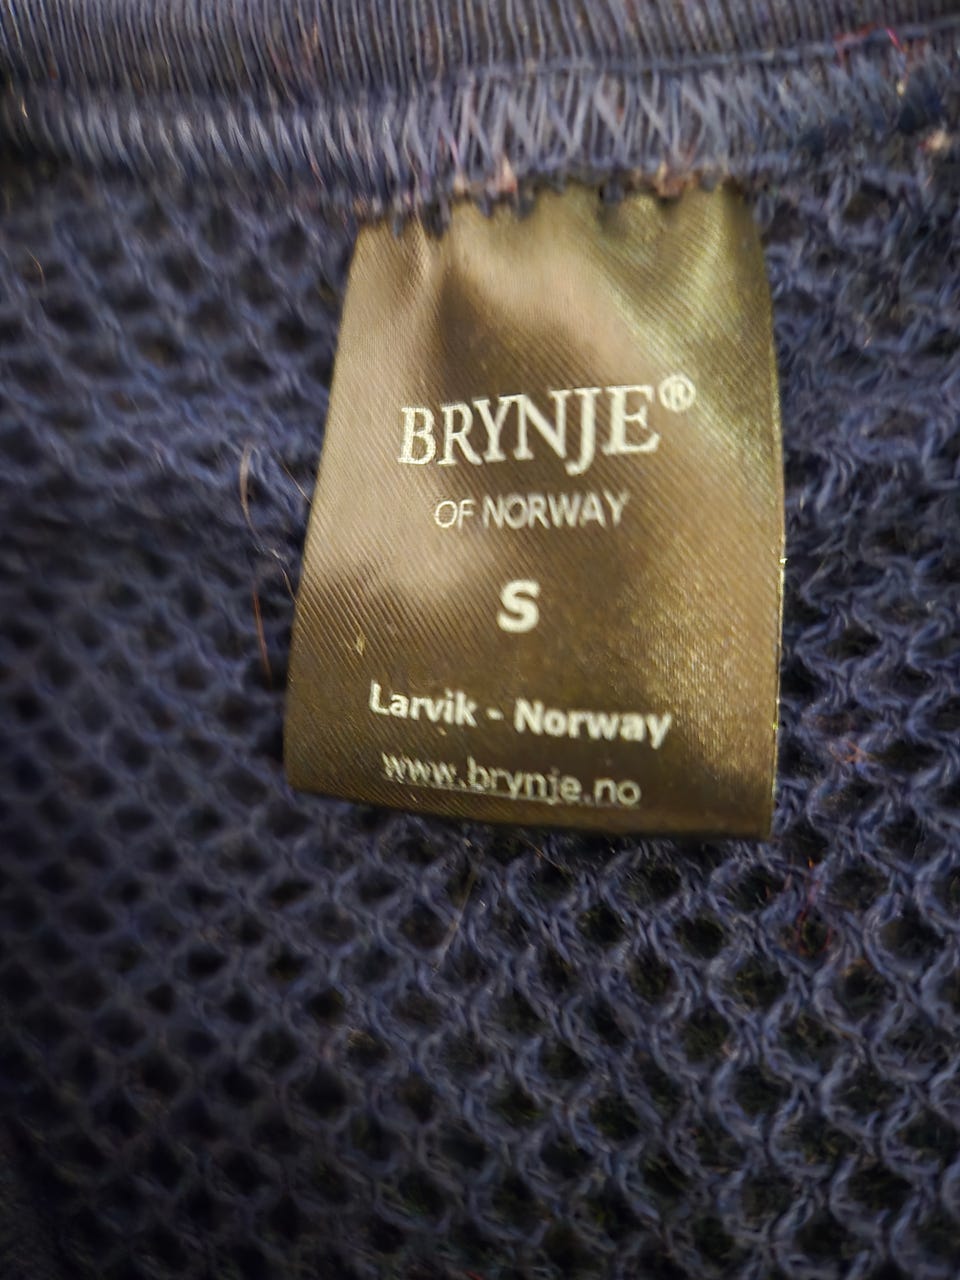 BRYNJE®
OF NORWAY
S
Larvik - Norway
www.brynje.no